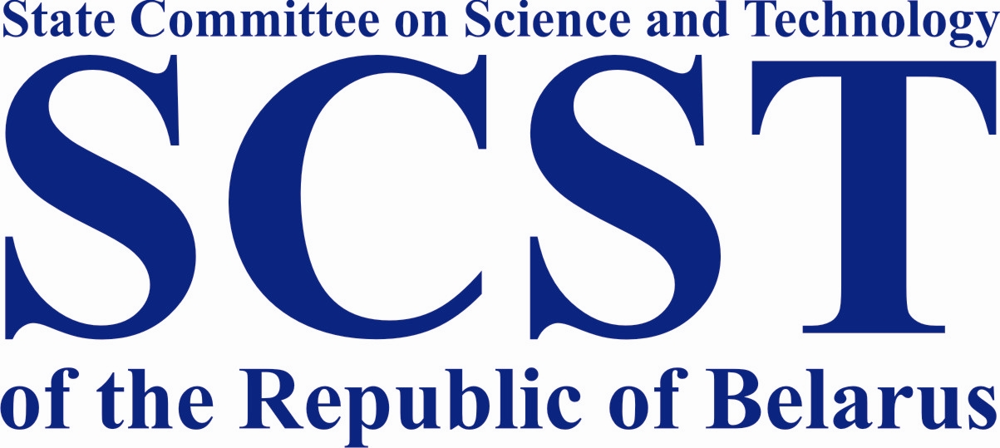 State Committee on Science and Technology
SCST
of the Republic of Belarus